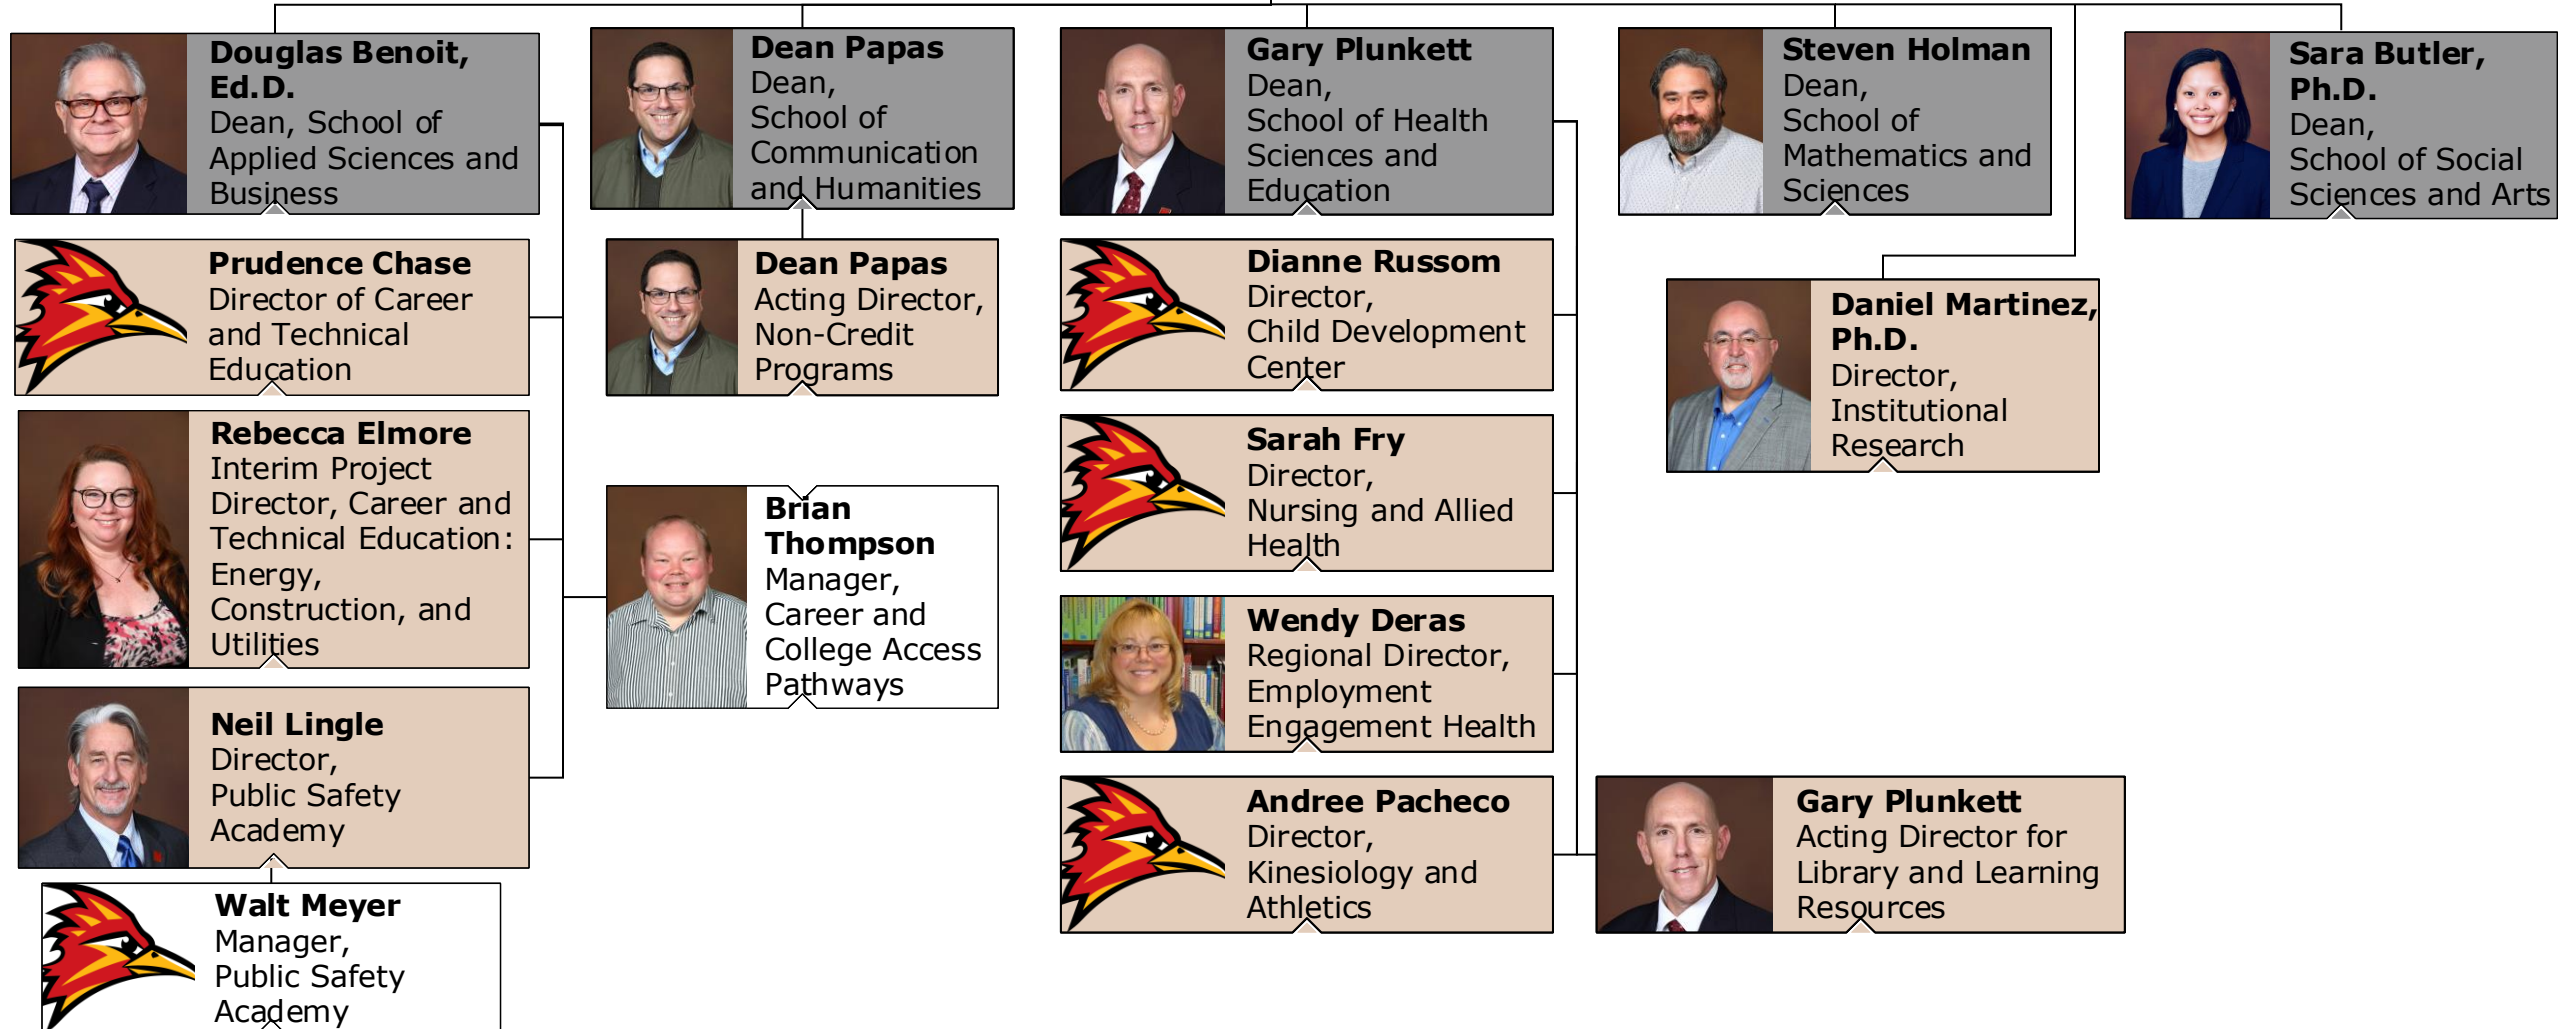 Douglas Benoit,
Ed.D.
Dean, School of
Applied Sciences and
Business
Dean Papas
Dean,
School of
Communication
and Humanities
Gary Plunkett
Dean,
School of Health
Sciences and
Education
Steven Holman
Dean,
School of
Mathematics and
Sciences
Sara Butler,
Ph.D.
Dean,
School of Social
Sciences and Arts
Prudence Chase
Director of Career
and Technical
Education
Dean Papas
Acting Director,
Non-Credit
Programs
Dianne Russom
Director,
Child Development
Center
Daniel Martinez,
Ph.D.
Director,
Institutional
Research
Rebecca Elmore
Interim Project
Director, Career and
Technical Education:
Energy,
Construction, and
Utilities
Brian
Thompson
Manager,
Career and
College Access
Pathways
Sarah Fry
Director,
Nursing and Allied
Health
Wendy Deras
Regional Director,
Employment
Engagement Health
Neil Lingle
Director,
Public Safety
Academy
Andree Pacheco
Director,
Kinesiology and
Athletics
Gary Plunkett
Acting Director for
Library and Learning
Resources
Walt Meyer
Manager,
Public Safety
Academy